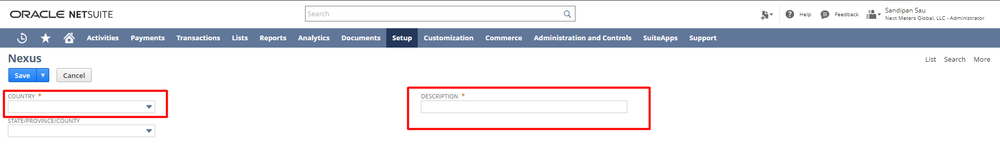 ORACLE NETSUITE
Search
Help
Feedback
Sandipan Sau
Next Meters Global, LLC - Administrator
Activities Payments Transactions Lists Reports Analytics Documents Setup Customization Commerce Administration and Controls SuiteApps Support
Nexus
List Search More
Save Cancel
COUNTRY *
DESCRIPTION *
STATE/PROVINCE/COUNTY